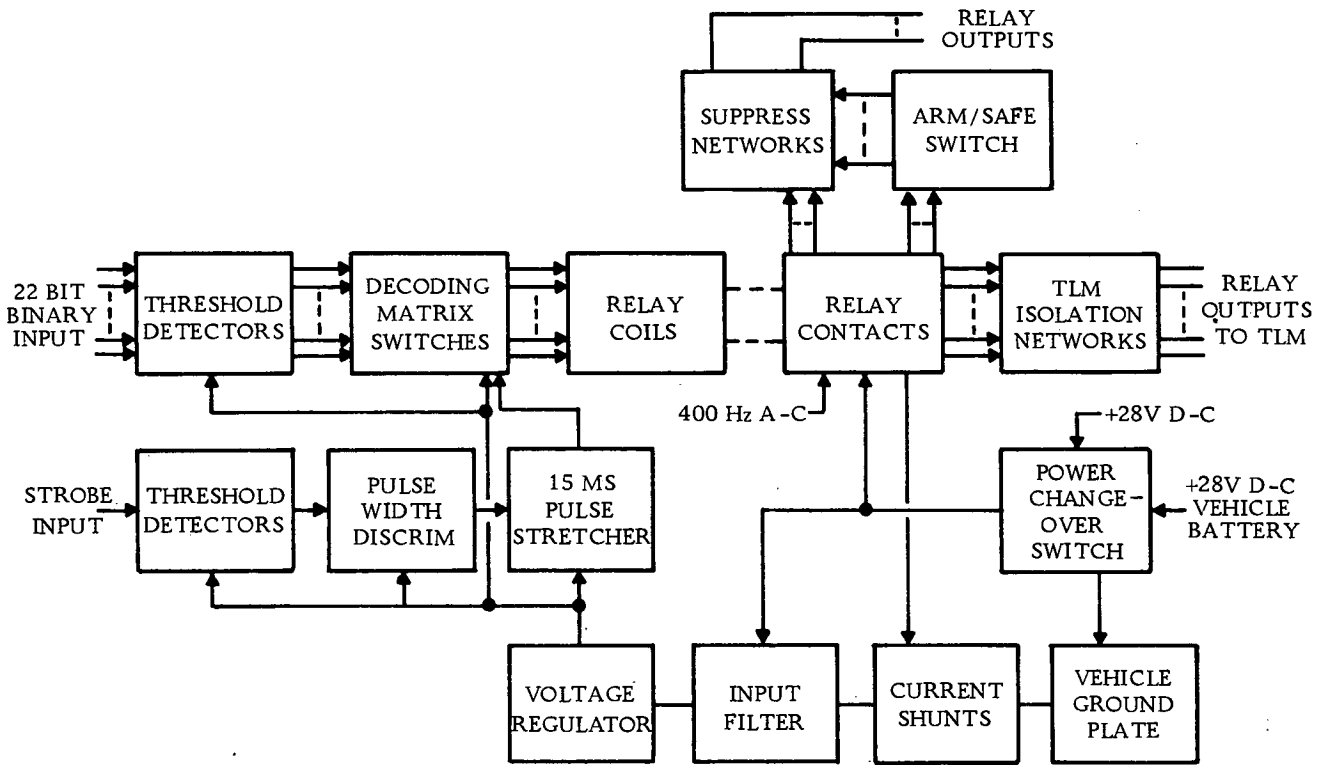 RELAY
OUTPUTS
SUPPRESS
NETWORKS
ARM/SAFE
SWITCH
22 BIT
BINARY
INPUT
THRESHOLD
DETECTORS
DECODING
MATRIX
SWITCHES
RELAY
COILS
RELAY
CONTACTS
TLM
ISOLATION
NETWORKS
RELAY
OUTPUTS
TO TLM
400 Hz A-C
+28V D-C
STROBE
INPUT
THRESHOLD
DETECTORS
PULSE
WIDTH
DISCRIM
15 MS
PULSE
STRETCHER
POWER
CHANGE-
OVER
SWITCH
+28V D-C
VEHICLE
BATTERY
VOLTAGE
REGULATOR
INPUT
FILTER
CURRENT
SHUNTS
VEHICLE
GROUND
PLATE